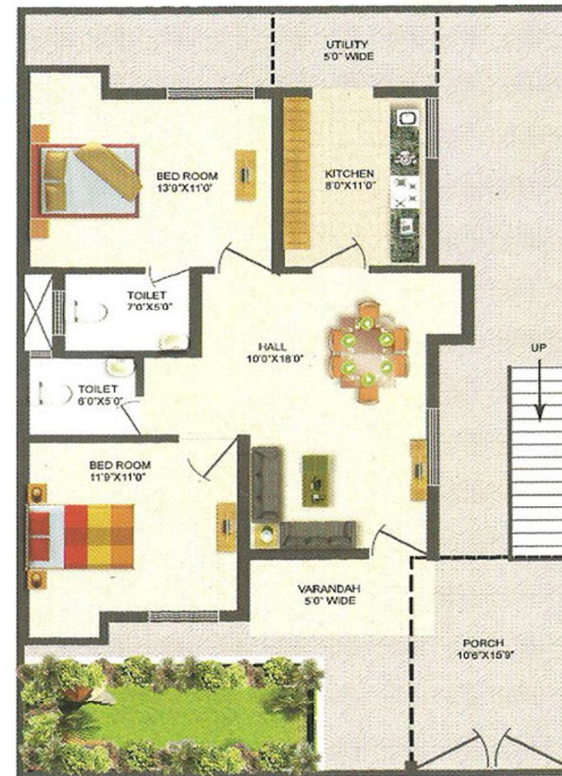 UTILITY
5'0" WIDE
BED ROOM
13'9"X11'0"
KITCHEN
8'0"X11'0"
TOILET
7'0"X5'0"
HALL
10'0"X18'0"
UP
TOILET
6'0"X5'0"
BED ROOM
11'9"X11'0"
VARANDAH
5'0" WIDE
PORCH
10'6"X15'9"